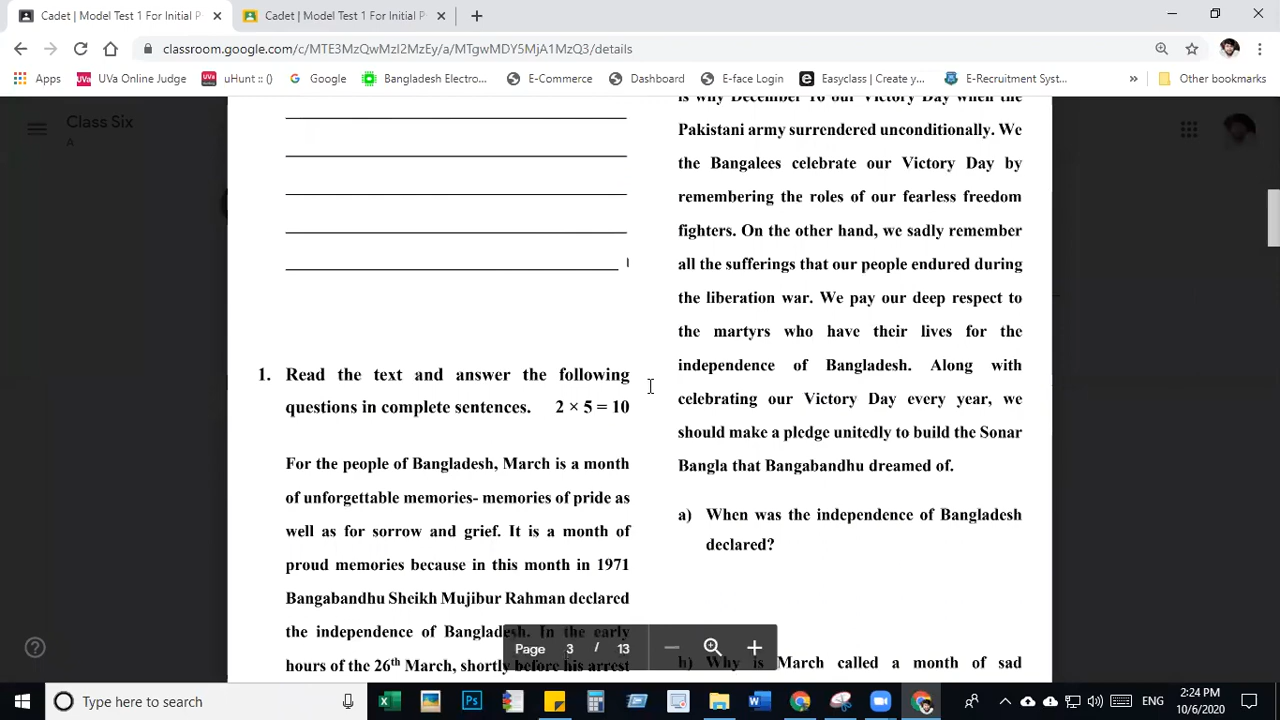 Cadet | Model Test 1 For Initial P
Cadet | Model Test 1 For Initial P
classroom.google.com/c/MTE3MzQwMzI2MzEy/a/MTgwMDY5MjA1MzQ3/details
Apps
UVa Online Judge
uHunt :: ()
Google
Bangladesh Electro...
E-Commerce
Dashboard
E-face Login
Easyclass | Create y...
E-Recruitment Syst...
Other bookmarks
Class Six
A
1. Read the text and answer the following
questions in complete sentences. 2 × 5 = 10
For the people of Bangladesh, March is a month
of unforgettable memories- memories of pride as
well as for sorrow and grief. It is a month of
proud memories because in this month in 1971
Bangabandhu Sheikh Mujibur Rahman declared
the independence of Bangladesh. In the early
hours of the 26th March, shortly before his arrest
is why December 16 our Victory Day when the
Pakistani army surrendered unconditionally. We
the Bangalees celebrate our Victory Day by
remembering the roles of our fearless freedom
fighters. On the other hand, we sadly remember
all the sufferings that our people endured during
the liberation war. We pay our deep respect to
the martyrs who have their lives for the
independence of Bangladesh. Along with
celebrating our Victory Day every year, we
should make a pledge unitedly to build the Sonar
Bangla that Bangabandhu dreamed of.
a) When was the independence of Bangladesh
declared?
b) Why is March called a month of sad
Page 3 / 13
Type here to search
ENG
2:24 PM
10/6/2020